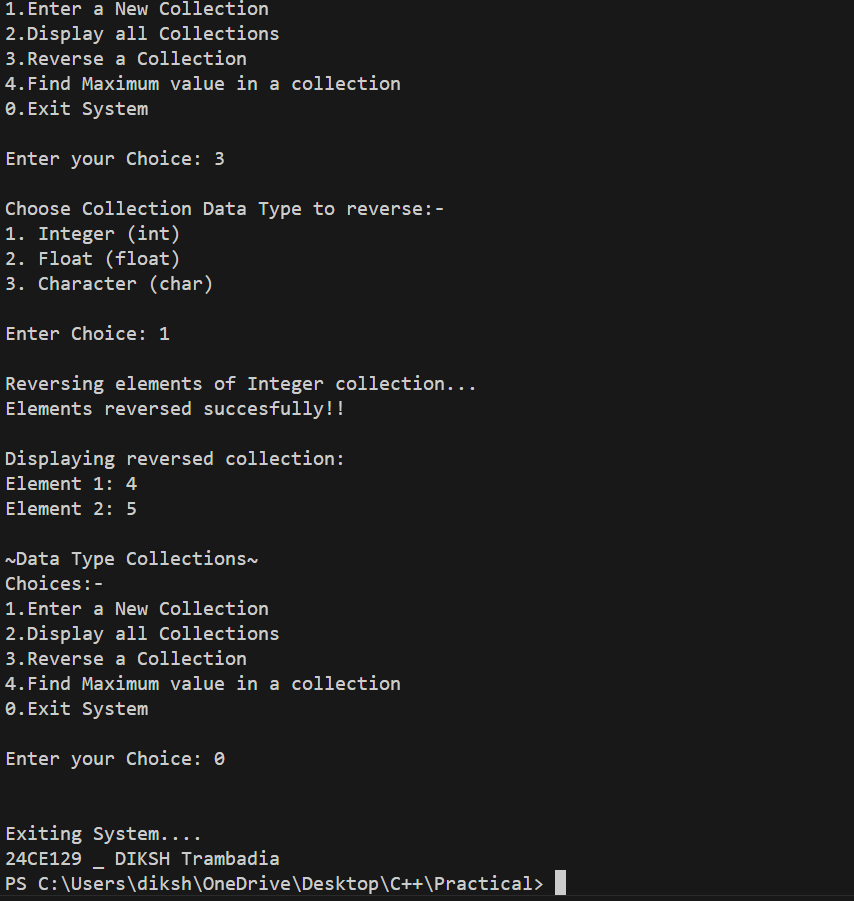 1.Enter a New Collection
2.Display all Collections
3.Reverse a Collection
4.Find Maximum value in a collection
0.Exit System
Enter your Choice: 3
Choose Collection Data Type to reverse:-
1. Integer (int)
2. Float (float)
3. Character (char)
Enter Choice: 1
Reversing elements of Integer collection...
Elements reversed succesfully!!
Displaying reversed collection:
Element 1: 4
Element 2: 5
~Data Type Collections~
Choices:-
1.Enter a New Collection
2.Display all Collections
3.Reverse a Collection
4.Find Maximum value in a collection
0.Exit System
Enter your Choice: 0
Exiting System....
24CE129 _ DIKSH Trambadia
PS C:\Users\diksh\OneDrive\Desktop\C++\Practical>